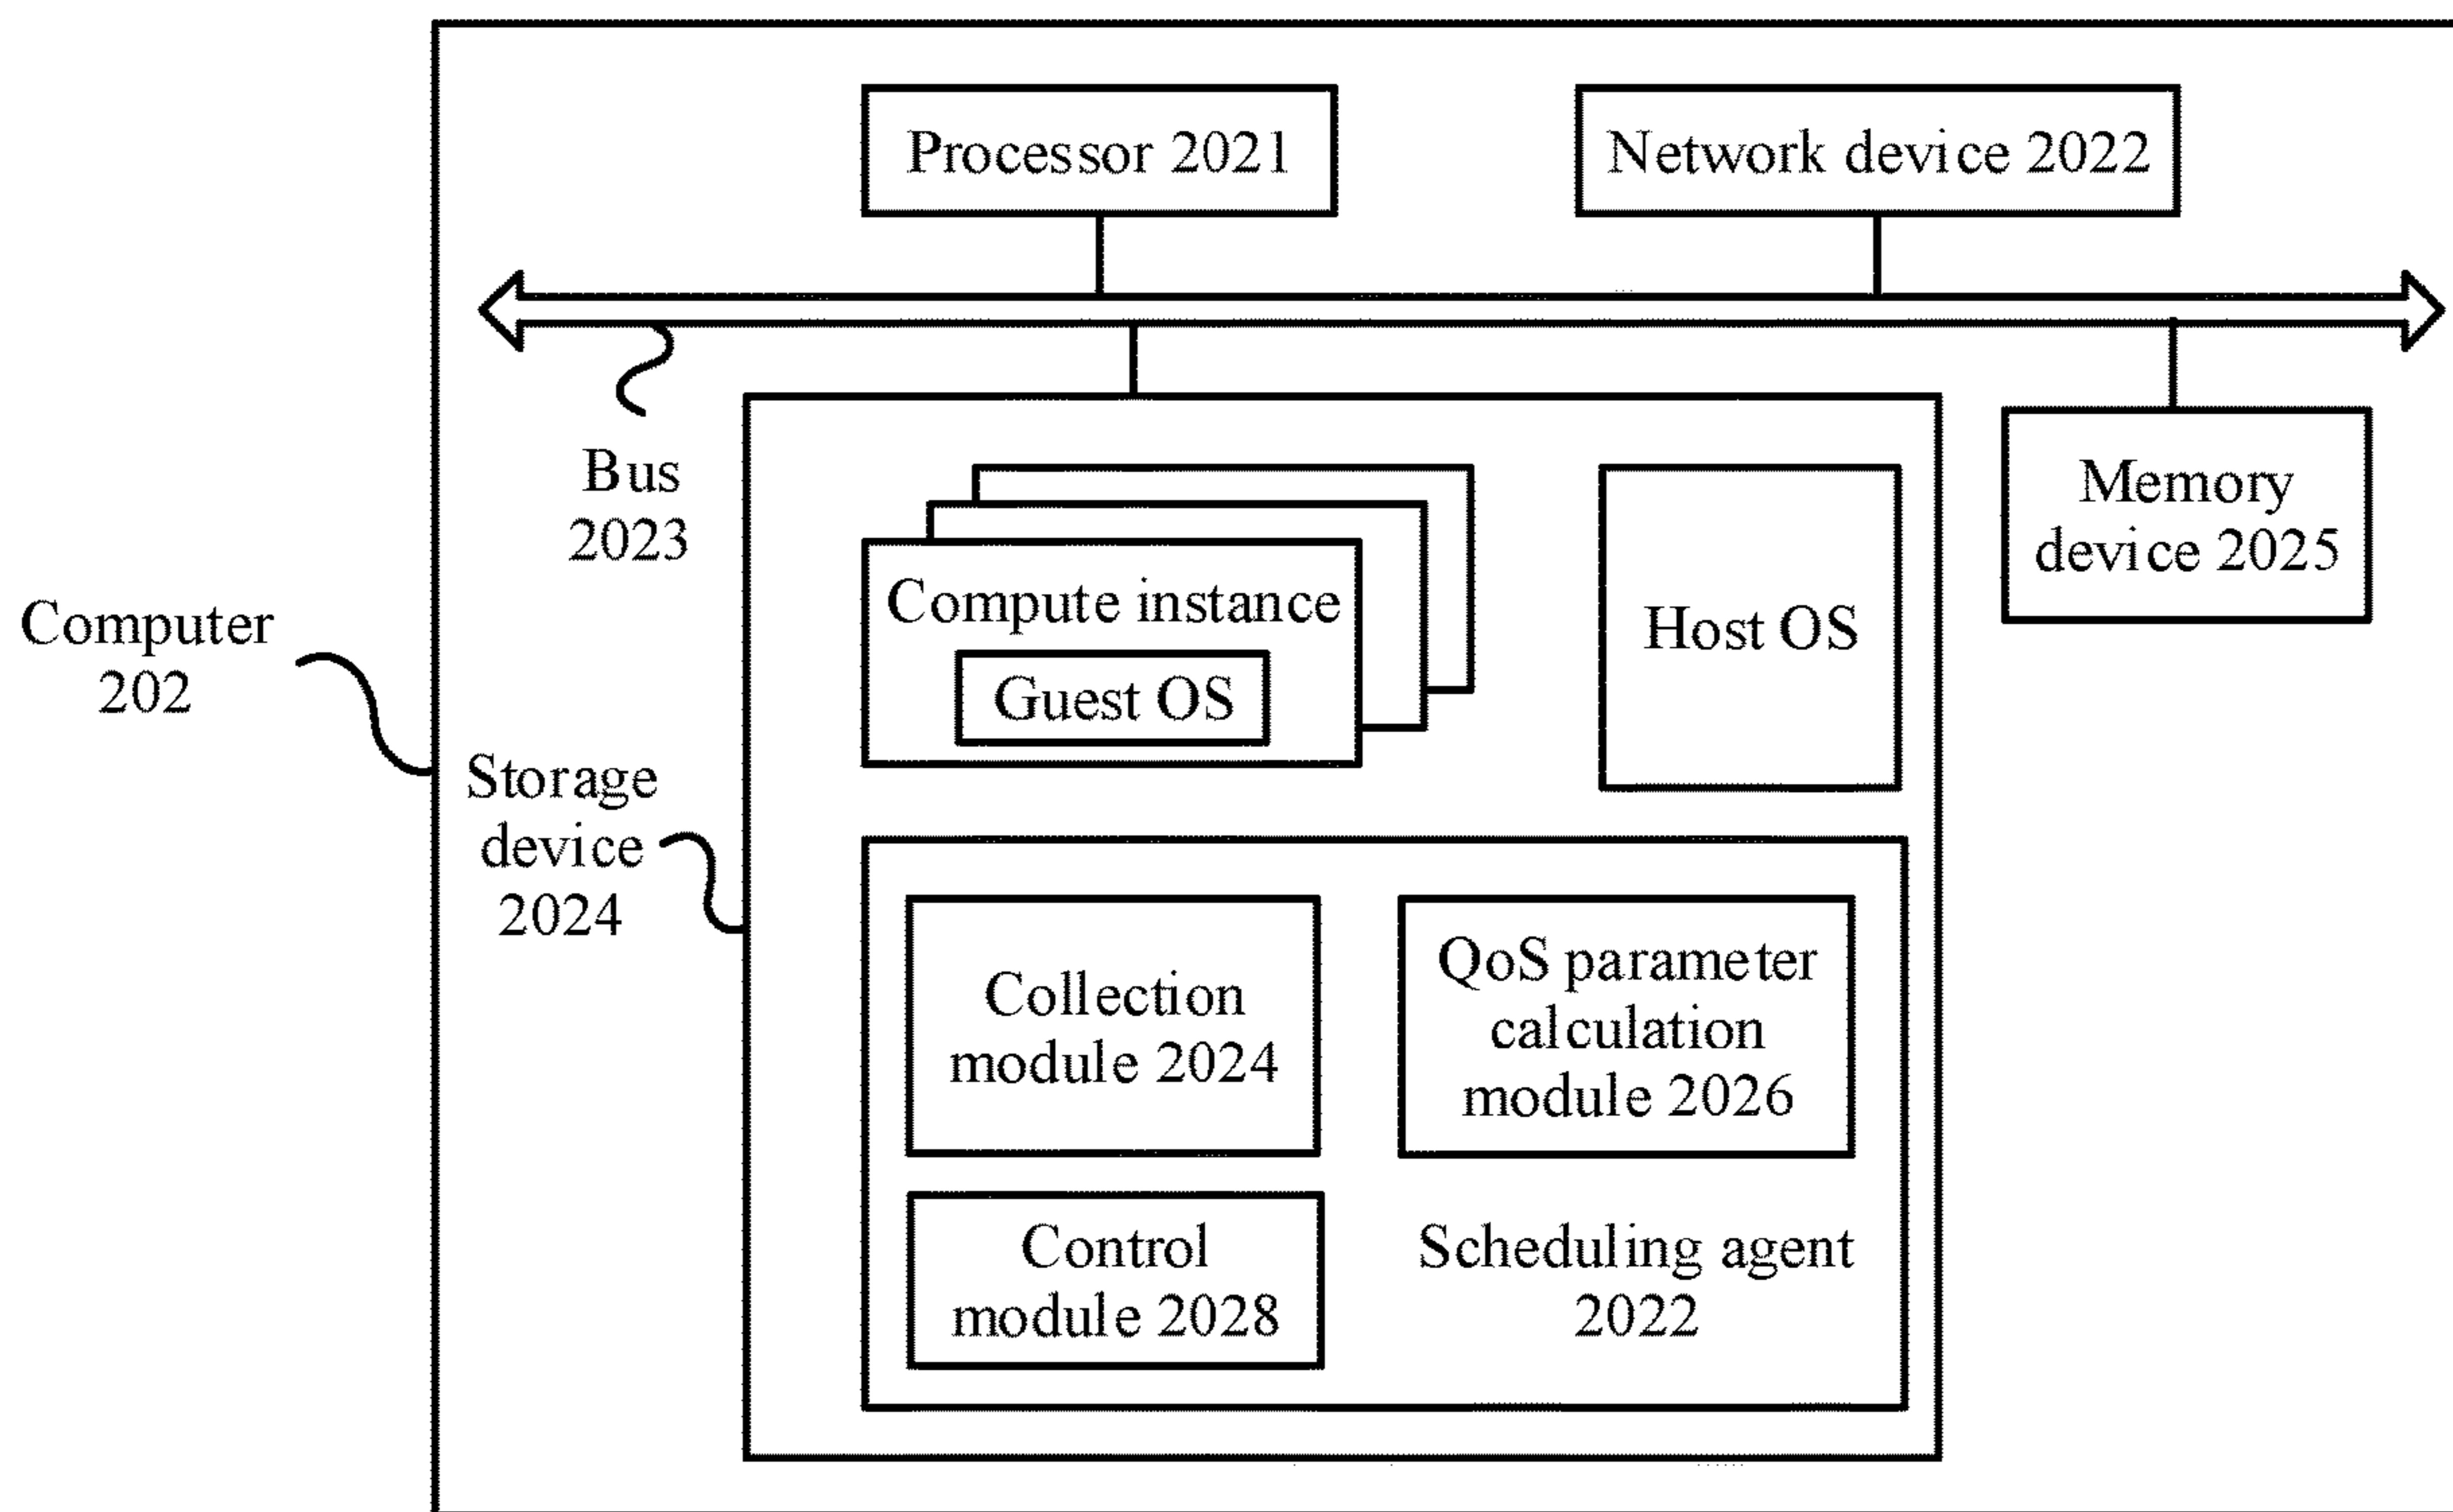 Processor 2021
Network device 2022
Bus
2023
Memory
device 2025
Compute instance
Guest OS
Host OS
Computer
202
Storage
device
2024
Collection
module 2024
QoS parameter
calculation
module 2026
Control
module 2028
Scheduling agent
2022